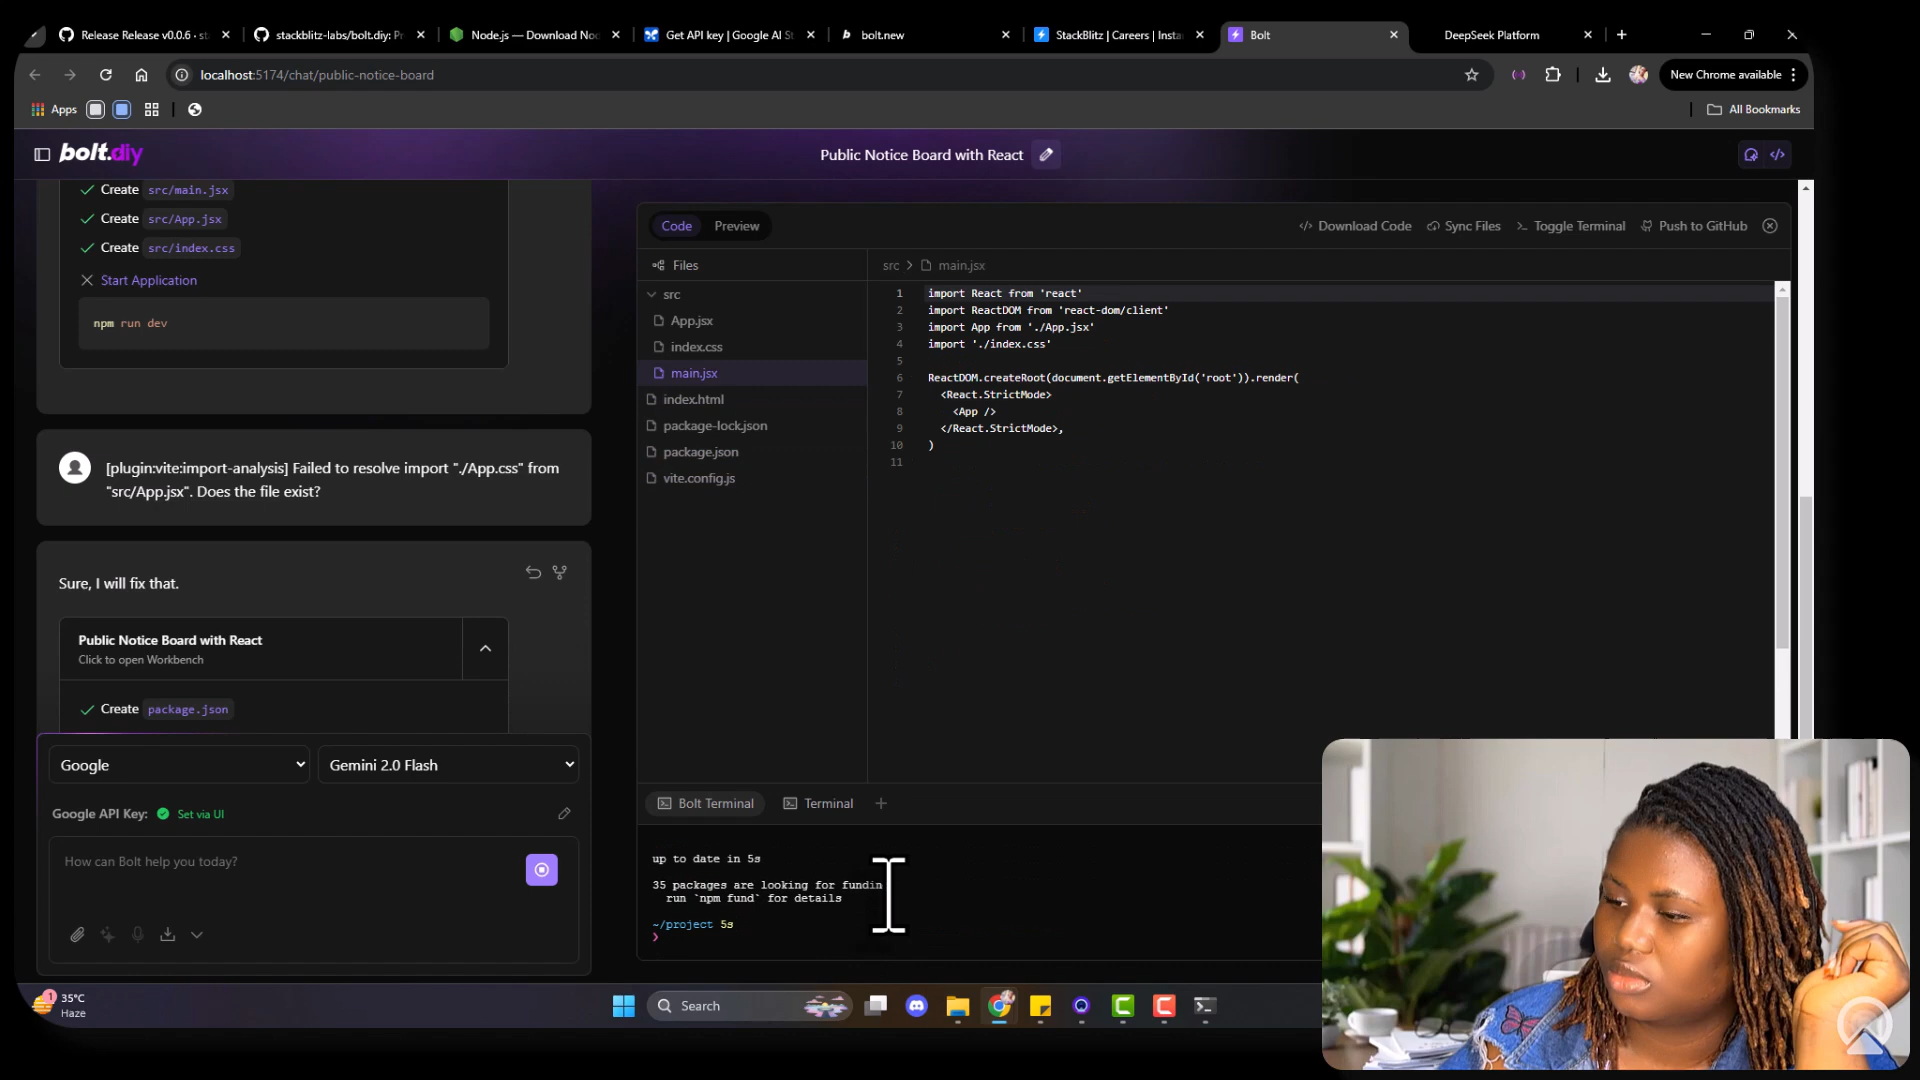 Release Release v0.0.6 · sta
stackblitz-labs/bolt.diy: Pr
Node.js — Download Nod
Get API key | Google AI St
b bolt.new
StackBlitz | Careers | Insta
Bolt
DeepSeek Platform
localhost:5174/chat/public-notice-board
New Chrome available
Apps
All Bookmarks
bolt.diy
Public Notice Board with React
Create src/main.jsx
Create src/App.jsx
Create src/index.css
Start Application
npm run dev
[plugin:vite:import-analysis] Failed to resolve import "./App.css" from
"src/App.jsx". Does the file exist?
Sure, I will fix that.
Public Notice Board with React
Click to open Workbench
Create package.json
Google
Gemini 2.0 Flash
Google API Key: Set via UI
How can Bolt help you today?
Code
Preview
Download Code
Sync Files
Toggle Terminal
Push to GitHub
Files
src
App.jsx
index.css
main.jsx
index.html
package-lock.json
package.json
vite.config.js
src > main.jsx
1 import React from 'react'
2 import ReactDOM from 'react-dom/client'
3 import App from './App.jsx'
4 import './index.css'
5
6 ReactDOM.createRoot(document.getElementById('root')).render(
7 <React.StrictMode>
8 <App />
9 </React.StrictMode>,
10 )
11
Bolt Terminal
Terminal
up to date in 5s
35 packages are looking for fundin
run `npm fund` for details
~/project 5s
❯
1
35°C
Haze
Search